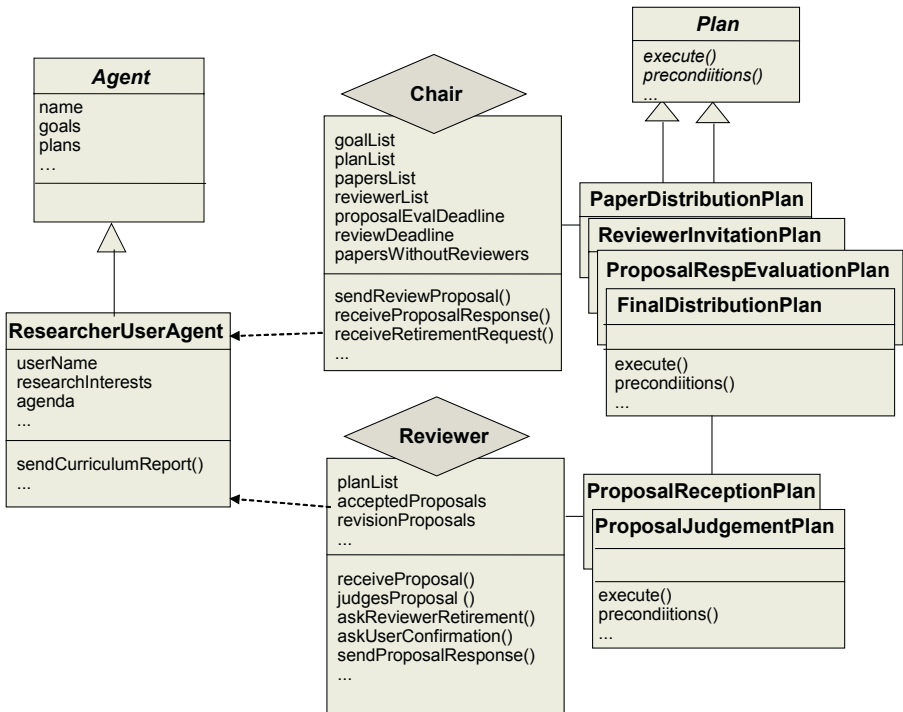 Agent
name
goals
plans
...
ResearcherUserAgent
userName
researchInterests
agenda
...
sendCurriculumReport()
...
Chair
goalList
planList
papersList
reviewerList
proposalEvalDeadline
reviewDeadline
papersWithoutReviewers
sendReviewProposal()
receiveProposalResponse()
receiveRetirementRequest()
...
Reviewer
planList
acceptedProposals
revisionProposals
...
receiveProposal()
judgesProposal ()
askReviewerRetirement()
askUserConfirmation()
sendProposalResponse()
...
Plan
execute()
precondiitions()
...
PaperDistributionPlan
ReviewerInvitationPlan
ProposalRespEvaluationPlan
FinalDistributionPlan
execute()
precondiitions()
...
ProposalReceptionPlan
ProposalJudgementPlan
execute()
precondiitions()
...